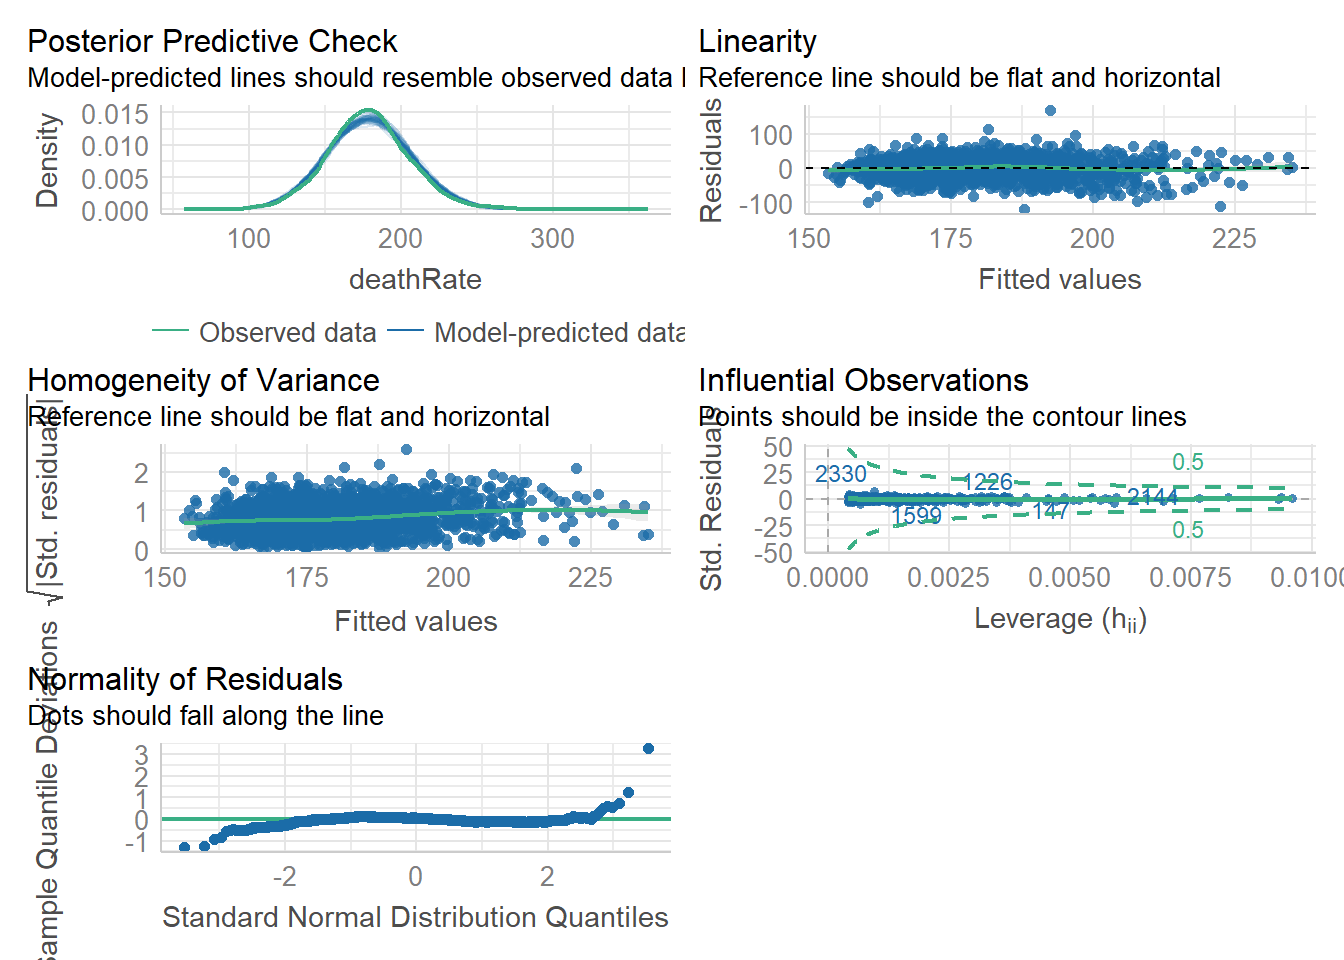 Posterior Predictive Check
Model-predicted lines should resemble observed data l
Density
0.015
0.010
0.005
0.000
100 200 300
deathRate
Observed data Model-predicted data
Linearity
Reference line should be flat and horizontal
Residuals
100
0
-100
150 175 200 225
Fitted values
Homogeneity of Variance
Reference line should be flat and horizontal
√|Std. residuals|
2
1
0
150 175 200 225
Fitted values
Influential Observations
Points should be inside the contour lines
Std. Residuals
50
25
0
-25
-50
2330
1226
2144
1599
147
0.5
0.5
0.0000 0.0025 0.0050 0.0075 0.0100
Leverage (hii)
Normality of Residuals
Dots should fall along the line
Sample Quantile Deviations
3
2
1
0
-1
-2 0 2
Standard Normal Distribution Quantiles